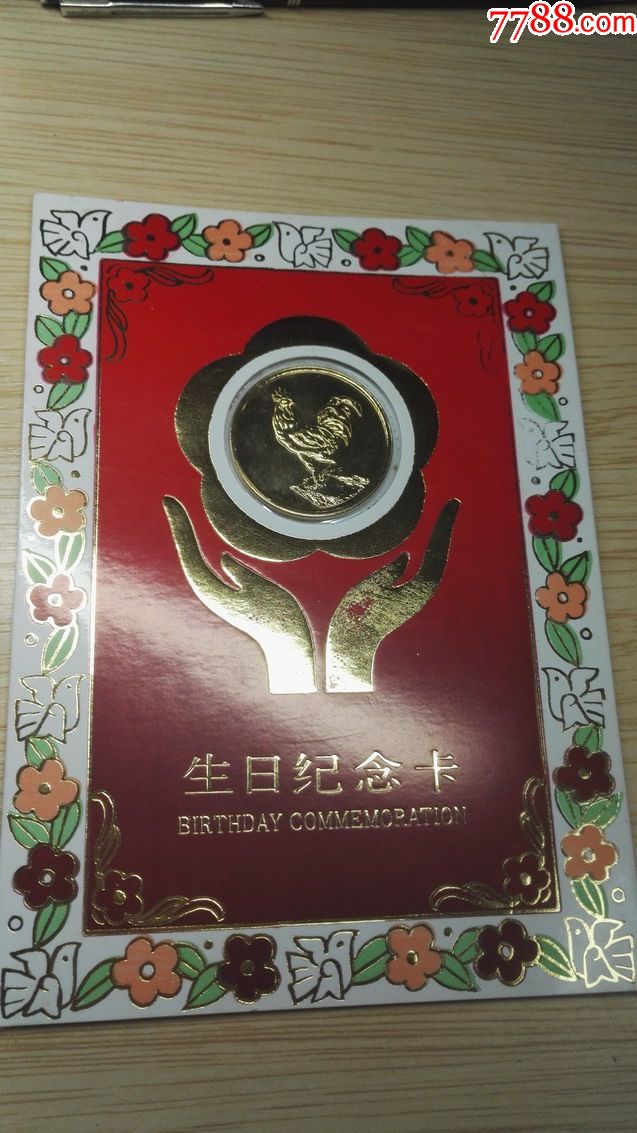 7788.com
生日纪念卡
BIRTHDAY COMMEMORATION